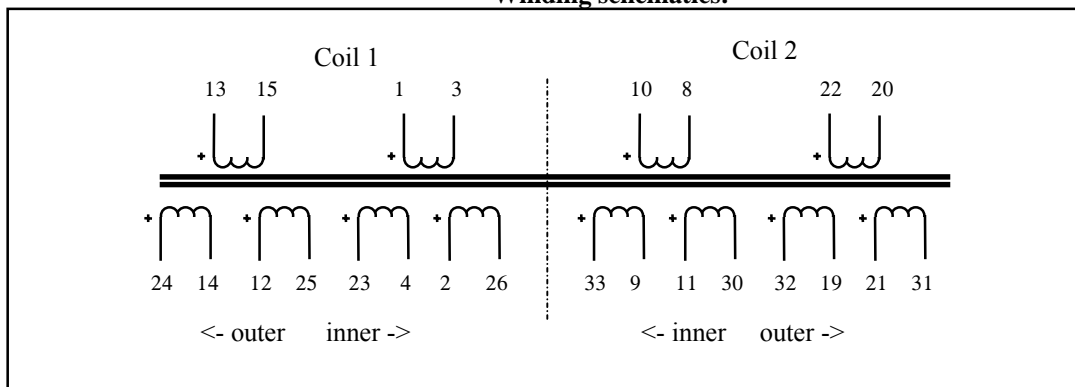 Winding schematics:
Coil 1 Coil 2
13 15 1 3 10 8 22 20
+ + + +
+ + + + + + + +
24 14 12 25 23 4 2 26 33 9 11 30 32 19 21 31
<- outer inner -> <- inner outer ->